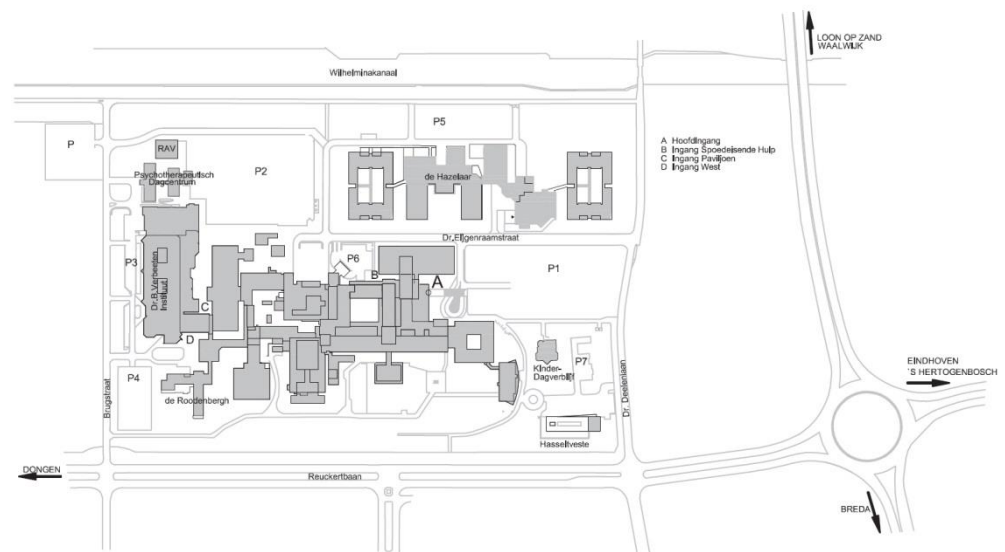 LOON OP ZAND
WAALWIJK
Wilhelminakanaal
P5
P
RAV
A Hoofdingang
B Ingang Spoedeisende Hulp
C Ingang Paviljoen
D Ingang West
Psychotherapeutisch
Dagcentrum
P2
de Hazelaar
Dr.Eijgenraamstraat
P3
P6
B
A
P1
Dr.B.Verbeeten
Instituut
C
D
P4
de Roodenbergh
Kinder-
Dagverblijf
P7
EINDHOVEN
'S HERTOGENBOSCH
Brugstraat
Dr. Deelenlaan
Hasseltveste
DONGEN
Reuckertbaan
BREDA